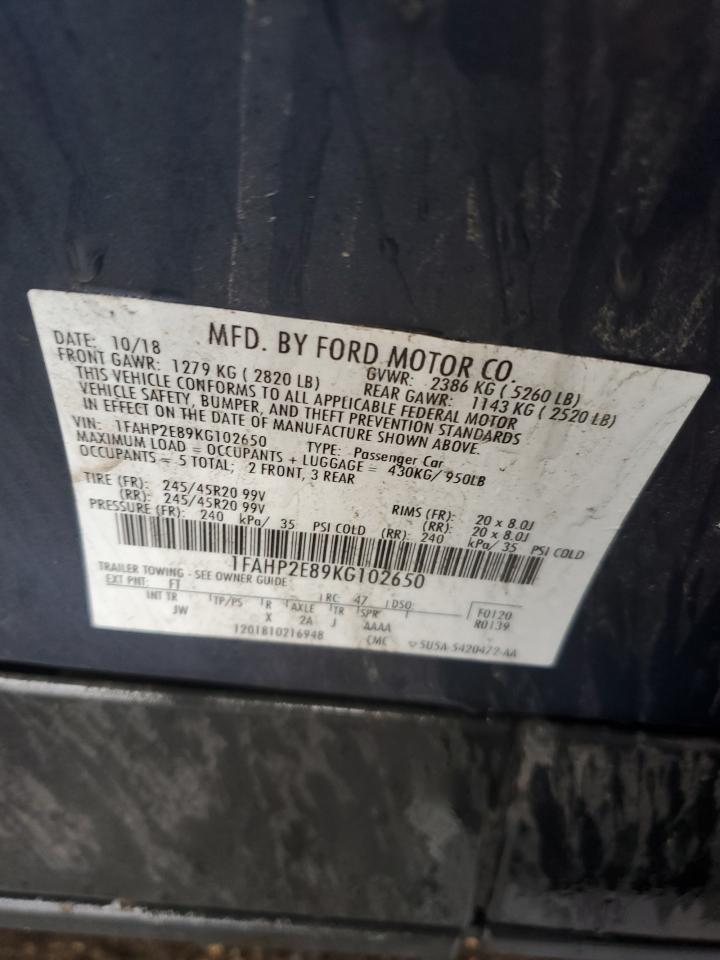 MFD. BY FORD MOTOR CO.
DATE: 10/18 GVWR: 2386 KG ( 5260 LB)
FRONT GAWR: 1279 KG ( 2820 LB) REAR GAWR: 1143 KG ( 2520 LB)
THIS VEHICLE CONFORMS TO ALL APPLICABLE FEDERAL MOTOR
VEHICLE SAFETY, BUMPER, AND THEFT PREVENTION STANDARDS
IN EFFECT ON THE DATE OF MANUFACTURE SHOWN ABOVE.
VIN: 1FAHP2E89KG102650 TYPE: Passenger Car
MAXIMUM LOAD = OCCUPANTS + LUGGAGE = 430KG/ 950LB
OCCUPANTS = 5 TOTAL; 2 FRONT, 3 REAR
TIRE (FR): 245/45R20 99V RIMS (FR): 20 x 8.0J
(RR): 245/45R20 99V (RR): 20 x 8.0J
PRESSURE (FR): 240 kPa/ 35 PSI COLD (RR): 240 kPa/ 35 PSI COLD
1FAHP2E89KG102650
TRAILER TOWING - SEE OWNER GUIDE
EXT PNT: FT RC: 47 DSO: F0120
INT TR TP/PS R AXLE TR SPR R0139
JW X 2A J AAAA
1201810216948 CMC 5U5A-5420472-AA